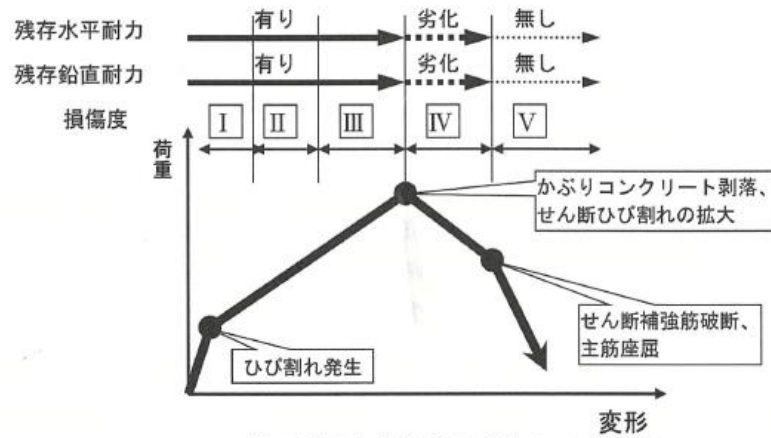 残存水平耐力
有り
劣化
無し
残存鉛直耐力
有り
劣化
無し
損傷度
Ⅰ
Ⅱ
Ⅲ
Ⅳ
Ⅴ
荷重
かぶりコンクリート剥落、
せん断ひび割れの拡大
せん断補強筋破断、
主筋座屈
ひび割れ発生
変形